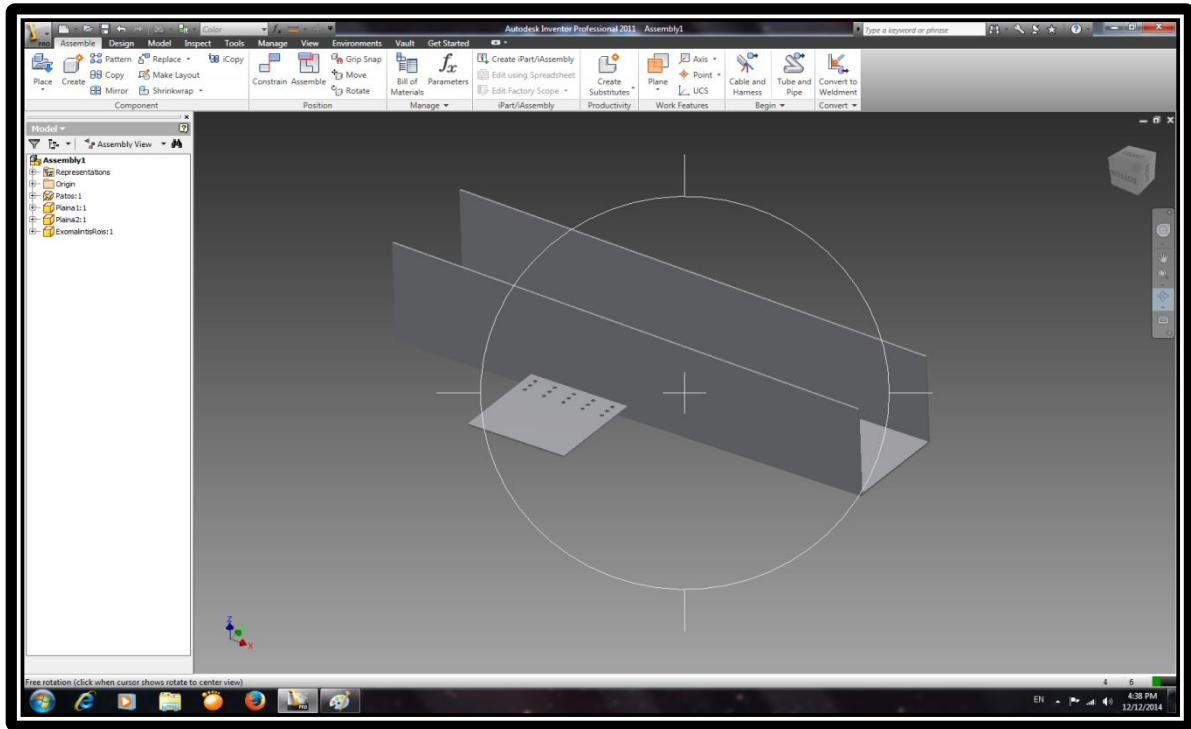 Color
Autodesk Inventor Professional 2011 Assembly1
Type a keyword or phrase
PRO Assemble Design Model Inspect Tools Manage View Environments Vault Get Started
Place Create Pattern Copy Mirror Replace Make Layout Shrinkwrap iCopy
Component
Constrain Assemble Grip Snap Move Rotate
Position
Bill of Materials Parameters
Manage
Create iPart/iAssembly
Edit using Spreadsheet
Edit Factory Scope
iPart/iAssembly
Create Substitutes
Productivity
Plane Axis Point UCS
Work Features
Cable and Harness Tube and Pipe
Begin
Convert to Weldment
Convert
Model
Assembly View
Assembly1
Representations
Origin
Patos:1
Plaina1:1
Plaina2:1
ExomalintisRois:1
Z
X
Free rotation (click when cursor shows rotate to center view)
4 6
PRO
EN
4:38 PM
12/12/2014